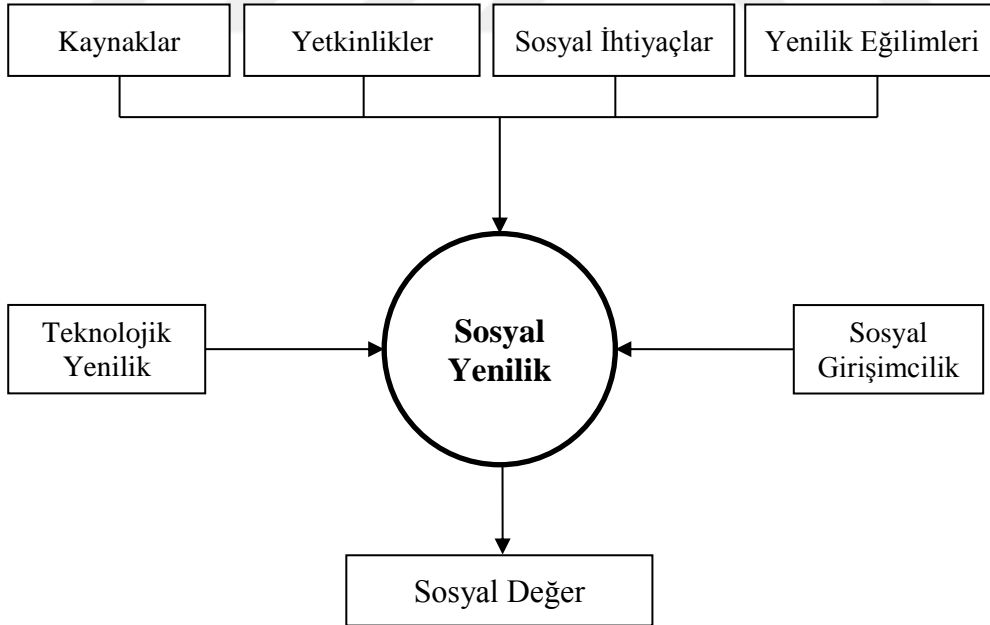 Kaynaklar
Yetkinlikler
Sosyal İhtiyaçlar
Yenilik Eğilimleri
Teknolojik
Yenilik
Sosyal
Yenilik
Sosyal
Girişimcilik
Sosyal Değer